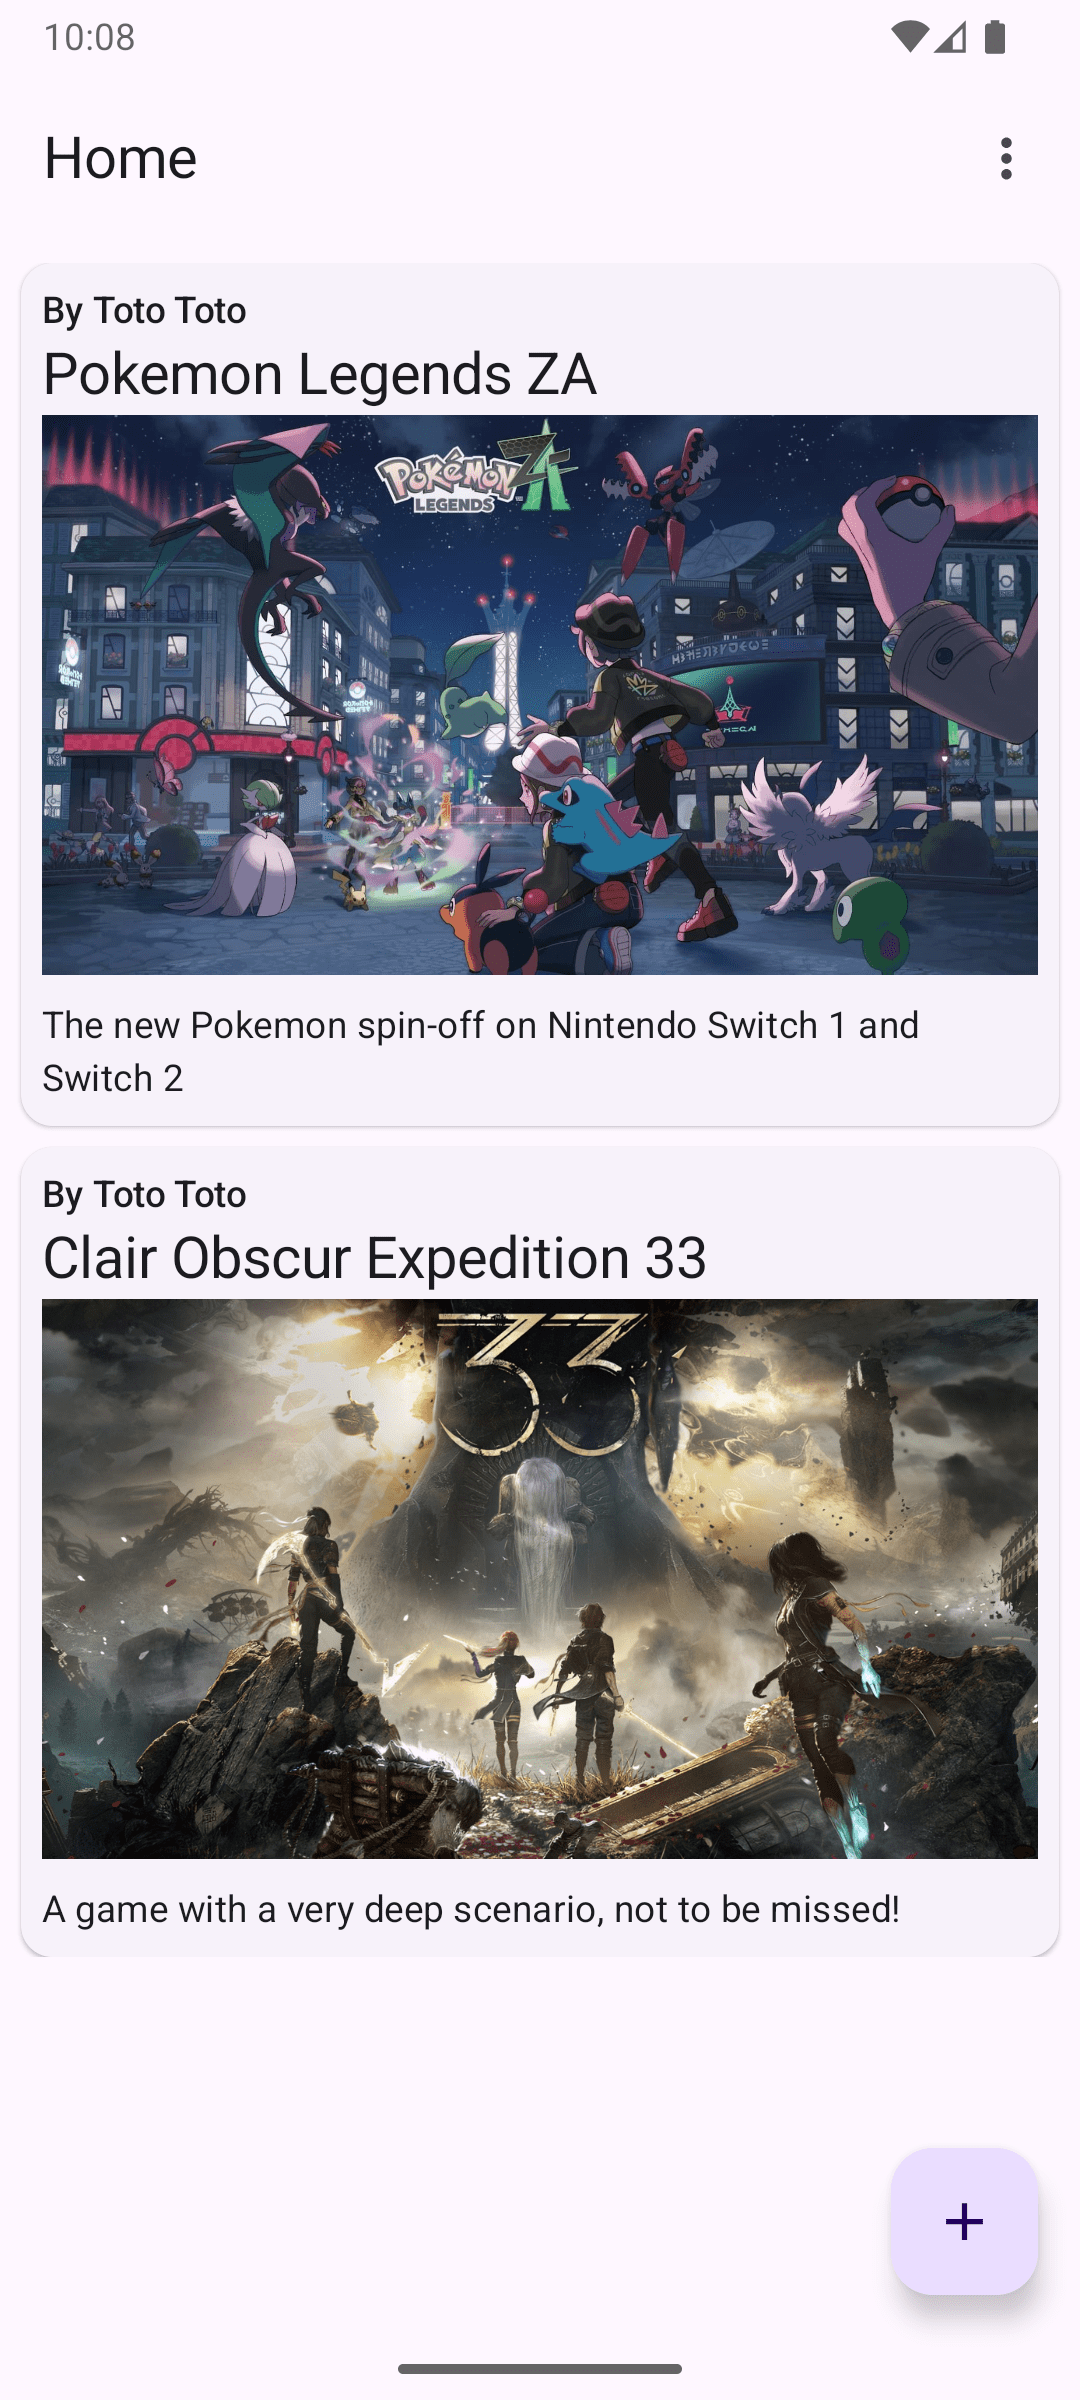 10:08
Home
By Toto Toto
Pokemon Legends ZA
POKéMON
LEGENDS
ZA
The new Pokemon spin-off on Nintendo Switch 1 and
Switch 2
By Toto Toto
Clair Obscur Expedition 33
33
A game with a very deep scenario, not to be missed!